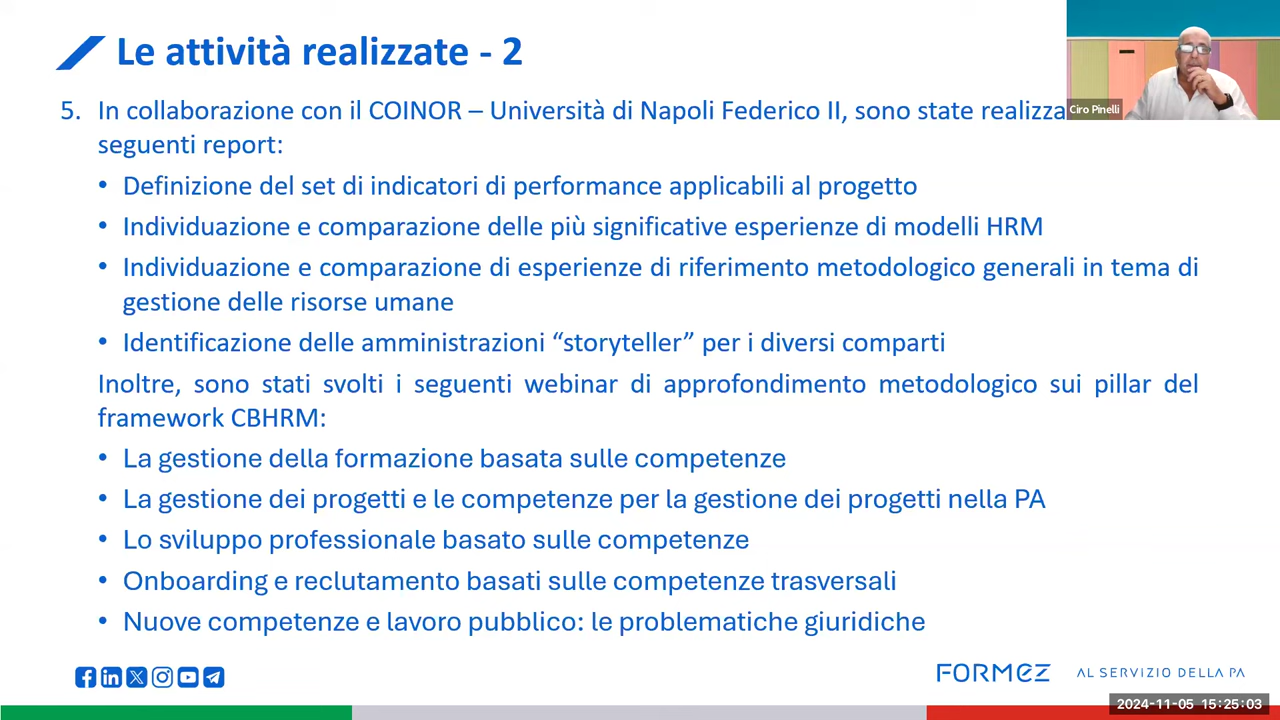 Le attività realizzate - 2
Ciro Pinelli
5. In collaborazione con il COINOR – Università di Napoli Federico II, sono state realizza
seguenti report:
• Definizione del set di indicatori di performance applicabili al progetto
• Individuazione e comparazione delle più significative esperienze di modelli HRM
• Individuazione e comparazione di esperienze di riferimento metodologico generali in tema di
gestione delle risorse umane
• Identificazione delle amministrazioni “storyteller” per i diversi comparti
Inoltre, sono stati svolti i seguenti webinar di approfondimento metodologico sui pillar del
framework CBHRM:
• La gestione della formazione basata sulle competenze
• La gestione dei progetti e le competenze per la gestione dei progetti nella PA
• Lo sviluppo professionale basato sulle competenze
• Onboarding e reclutamento basati sulle competenze trasversali
• Nuove competenze e lavoro pubblico: le problematiche giuridiche
FORMEZ AL SERVIZIO DELLA PA
2024-11-05 15:25:03